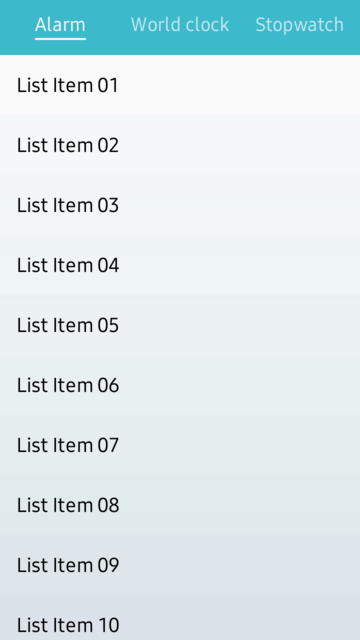 Alarm World clock Stopwatch
List Item 01
List Item 02
List Item 03
List Item 04
List Item 05
List Item 06
List Item 07
List Item 08
List Item 09
List Item 10